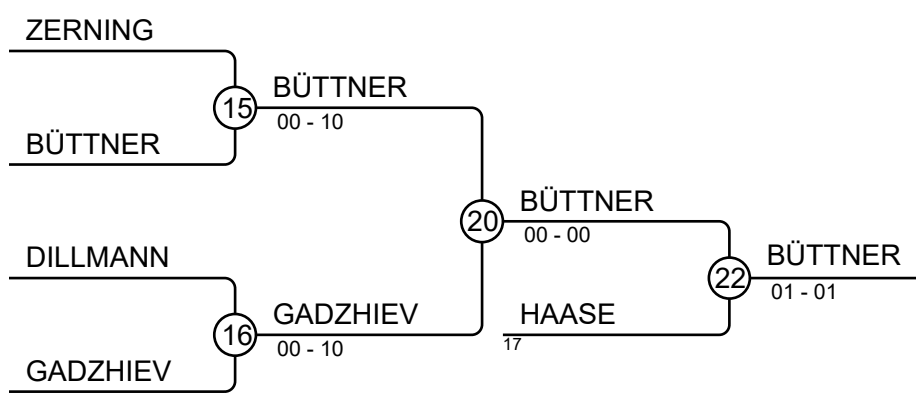 ZERNING
15
BÜTTNER
00 - 10
BÜTTNER
20
BÜTTNER
00 - 00
DILLMANN
22
BÜTTNER
01 - 01
16
GADZHIEV
00 - 10
HAASE
17
GADZHIEV